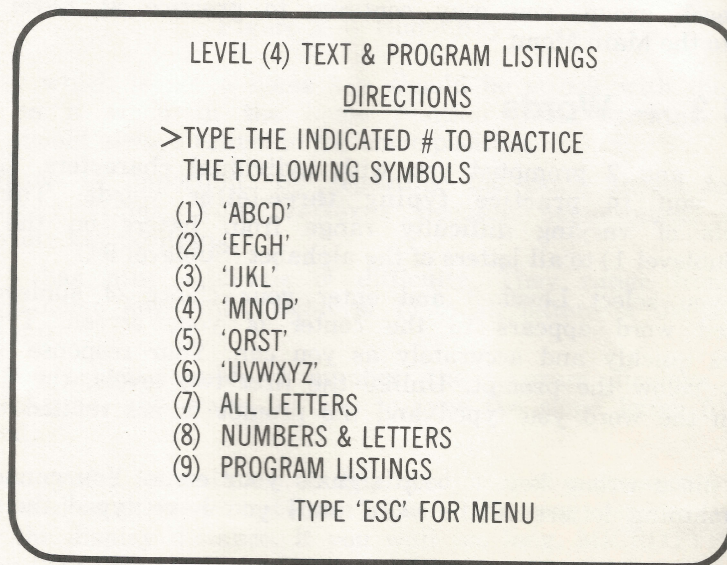 LEVEL (4) TEXT & PROGRAM LISTINGS
DIRECTIONS
>TYPE THE INDICATED # TO PRACTICE
THE FOLLOWING SYMBOLS
(1) 'ABCD'
(2) 'EFGH'
(3) 'IJKL'
(4) 'MNOP'
(5) 'QRST'
(6) 'UVWXYZ'
(7) ALL LETTERS
(8) NUMBERS & LETTERS
(9) PROGRAM LISTINGS
TYPE 'ESC' FOR MENU